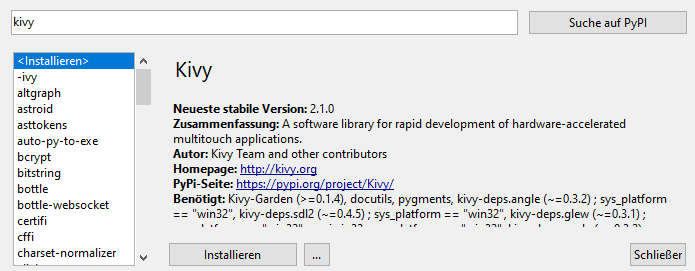 kivy
Suche auf PyPI
<Installieren>
-ivy
altgraph
astroid
asttokens
auto-py-to-exe
bcrypt
bitstring
bottle
bottle-websocket
certifi
cffi
charset-normalizer
Kivy
Neueste stabile Version: 2.1.0
Zusammenfassung: A software library for rapid development of hardware-accelerated
multitouch applications.
Autor: Kivy Team and other contributors
Homepage: http://kivy.org
PyPi-Seite: https://pypi.org/project/Kivy/
Benötigt: Kivy-Garden (>=0.1.4), docutils, pygments, kivy-deps.angle (~=0.3.2) ; sys_platform
== "win32", kivy-deps.sdl2 (~=0.4.5) ; sys_platform == "win32", kivy-deps.glew (~=0.3.1) ;
Installieren
...
Schließen